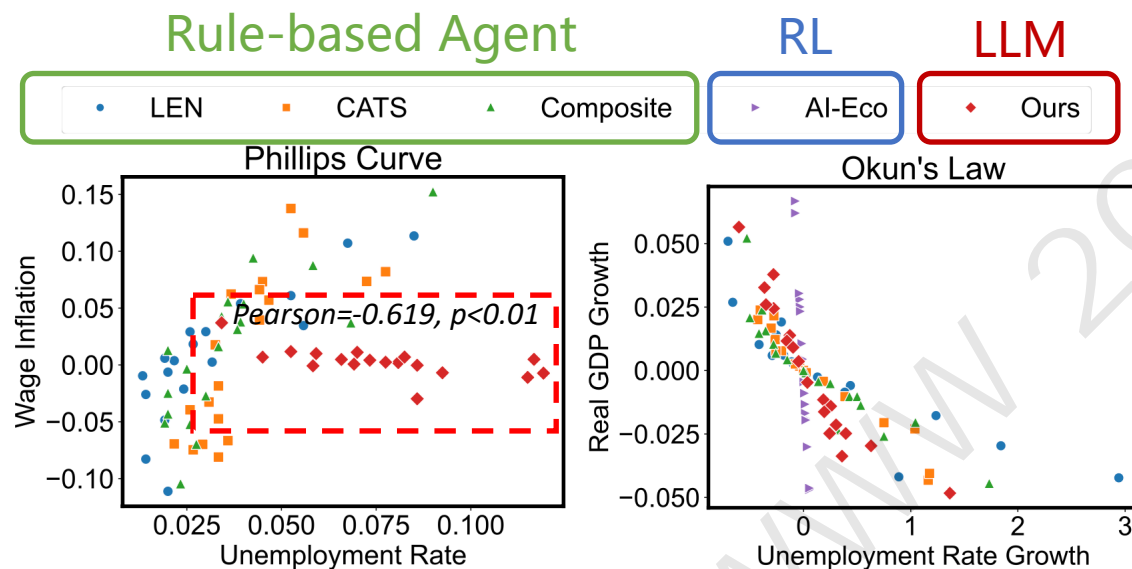 Rule-based Agent RL LLM
LEN CATS Composite AI-Eco Ours
Phillips Curve
0.15
0.10
0.05
0.00
−0.05
−0.10
Wage Inflation
Pearson=-0.619, p<0.01
0.025 0.050 0.075 0.100
Unemployment Rate
Okun's Law
0.050
0.025
0.000
−0.025
−0.050
Real GDP Growth
0 1 2 3
Unemployment Rate Growth
WWW 20